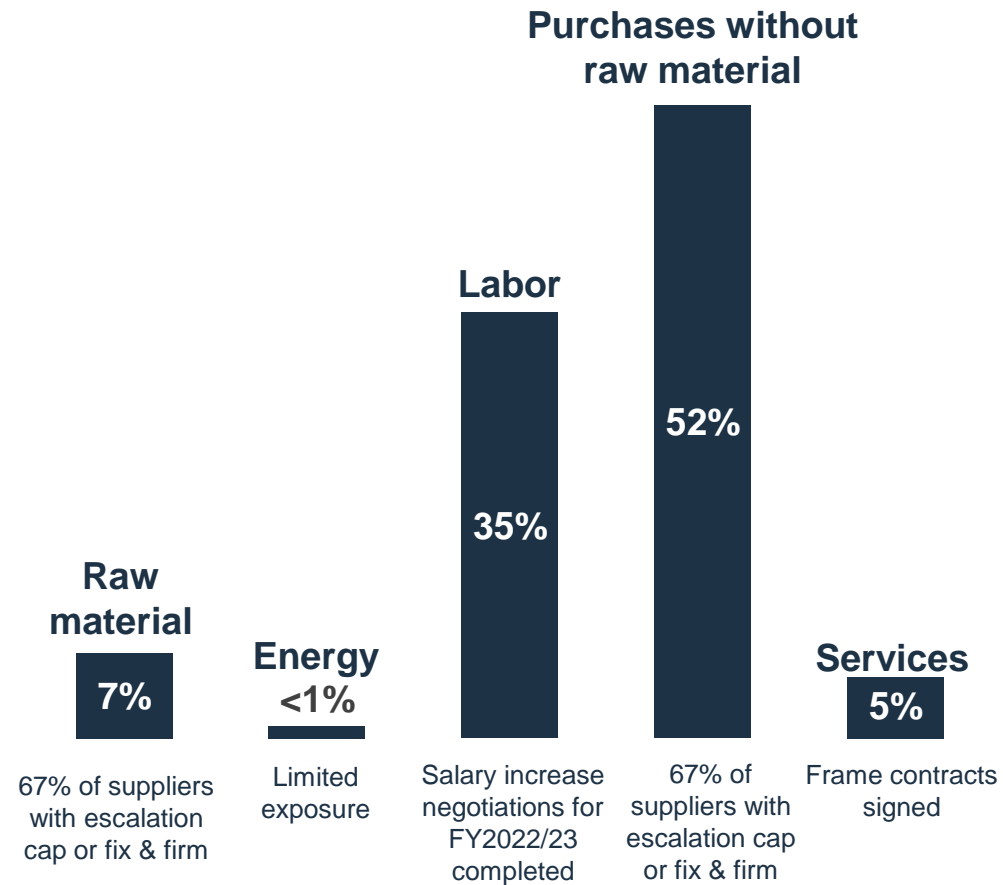 Purchases without
raw material
52%
Labor
35%
Raw
material
7%
Energy
<1%
Services
5%
67% of suppliers
with escalation
cap or fix & firm
Limited
exposure
Salary increase
negotiations for
FY2022/23
completed
67% of
suppliers with
escalation cap
or fix & firm
Frame contracts
signed